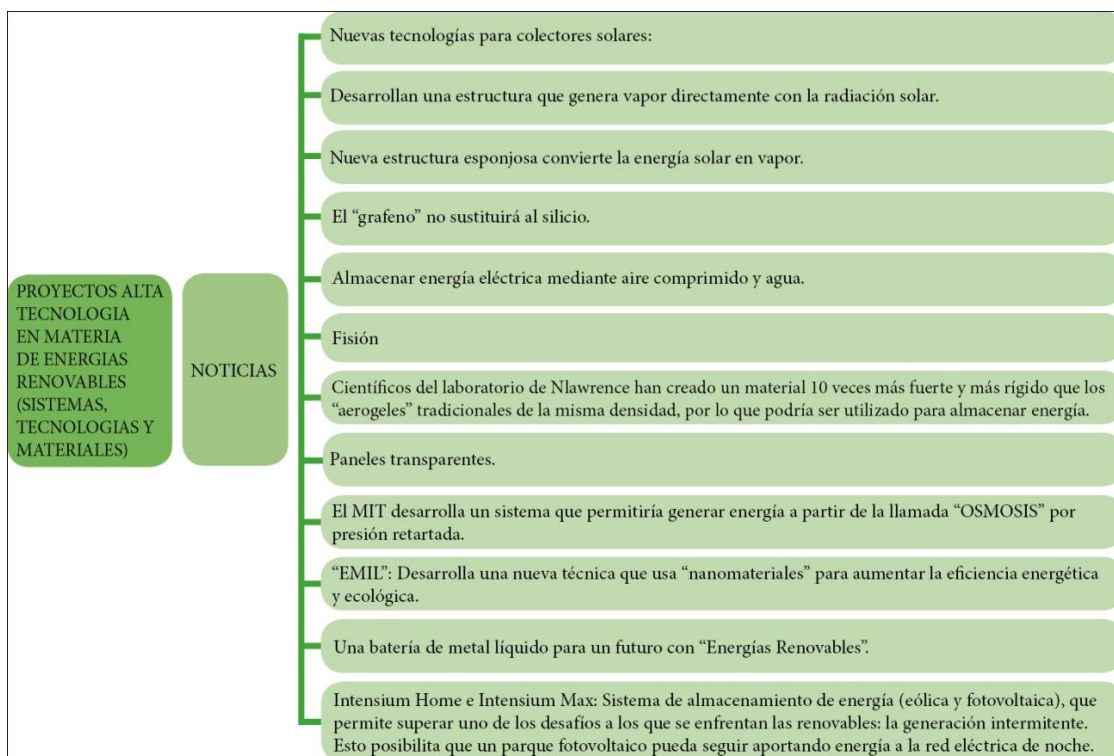 PROYECTOS ALTA
TECNOLOGIA
EN MATERIA
DE ENERGIAS
RENOVABLES
(SISTEMAS,
TECNOLOGIAS Y
MATERIALES)
NOTICIAS
Nuevas tecnologías para colectores solares:
Desarrollan una estructura que genera vapor directamente con la radiación solar.
Nueva estructura esponjosa convierte la energía solar en vapor.
El “grafeno” no sustituirá al silicio.
Almacenar energía eléctrica mediante aire comprimido y agua.
Fisión
Científicos del laboratorio de Nlawrence han creado un material 10 veces más fuerte y más rígido que los
“aerogeles” tradicionales de la misma densidad, por lo que podría ser utilizado para almacenar energía.
Paneles transparentes.
El MIT desarrolla un sistema que permitiría generar energía a partir de la llamada “OSMOSIS” por
presión retartada.
“EMIL”: Desarrolla una nueva técnica que usa “nanomateriales” para aumentar la eficiencia energética
y ecológica.
Una batería de metal líquido para un futuro con “Energías Renovables”.
Intensium Home e Intensium Max: Sistema de almacenamiento de energía (eólica y fotovoltaica), que
permite superar uno de los desafíos a los que se enfrentan las renovables: la generación intermitente.
Esto posibilita que un parque fotovoltaico pueda seguir aportando energía a la red eléctrica de noche.